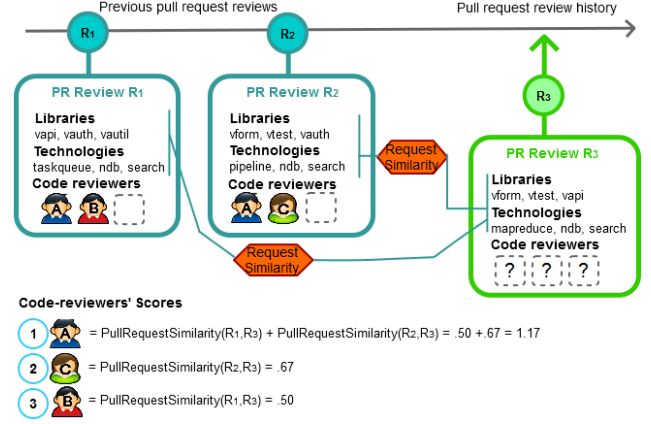 Previous pull request reviews
Pull request review history
R1
R2
R3
PR Review R1
Libraries
vapi, vauth, vautil
Technologies
taskqueue, ndb, search
Code reviewers
A
B
PR Review R2
Libraries
vform, vtest, vauth
Technologies
pipeline, ndb, search
Code reviewers
A
C
Request
Similarity
Request
Similarity
PR Review R3
Libraries
vform, vtest, vapi
Technologies
mapreduce, ndb, search
Code reviewers
? ? ?
Code-reviewers' Scores
1 A = PullRequestSimilarity(R1,R3) + PullRequestSimilarity(R2,R3) = .50 +.67 = 1.17
2 C = PullRequestSimilarity(R2,R3) = .67
3 B = PullRequestSimilarity(R1,R3) = .50